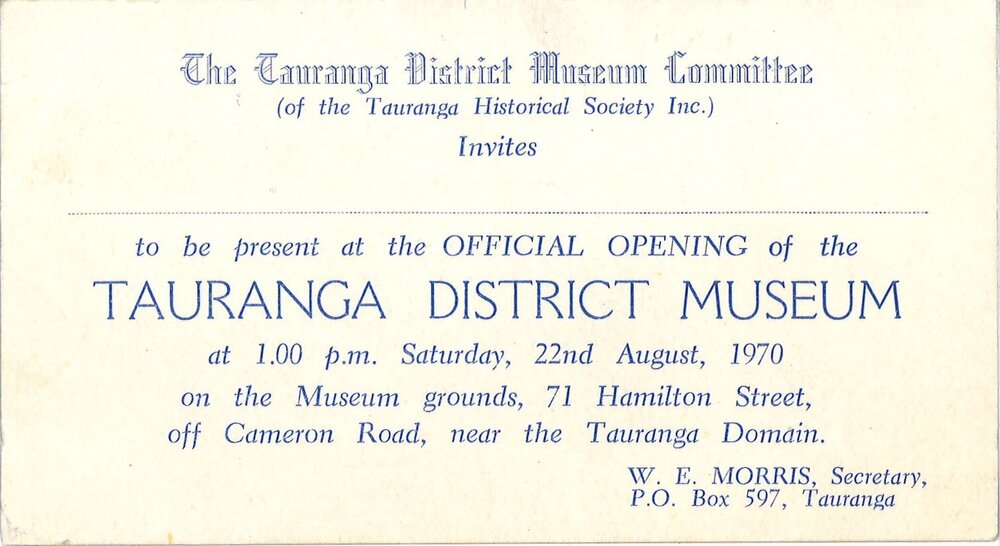 The Tauranga District Museum Committee
(of the Tauranga Historical Society Inc.)
Invites
to be present at the OFFICIAL OPENING of the
TAURANGA DISTRICT MUSEUM
at 1.00 p.m. Saturday, 22nd August, 1970
on the Museum grounds, 71 Hamilton Street,
off Cameron Road, near the Tauranga Domain.
W. E. MORRIS, Secretary,
P.O. Box 597, Tauranga